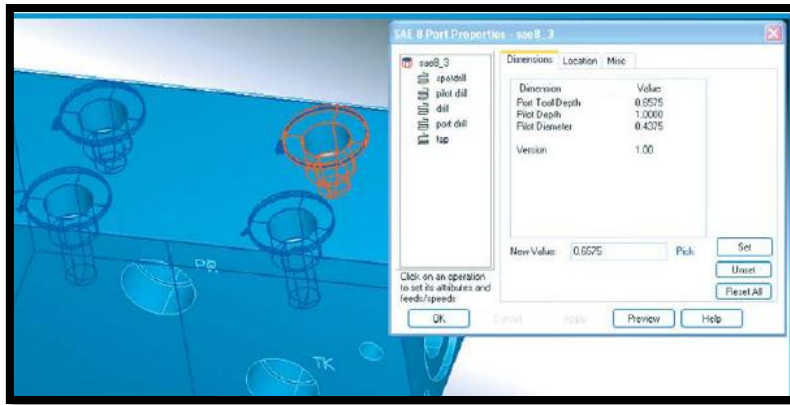 SAE 8 Port Properties - sae8_3
sae8_3
spotdrill
pilot drill
drill
port drill
tap
Dimensions Location Misc
Dimension Value
Port Tool Depth 0.6575
Pilot Depth 1.0000
Pilot Diameter 0.4375
Version 1.00
New Value: 0.6575 Pick
Set
Unset
Reset All
Click on an operation
to set its attributes and
feeds/speeds
OK Cancel Apply Preview Help
PR
TK